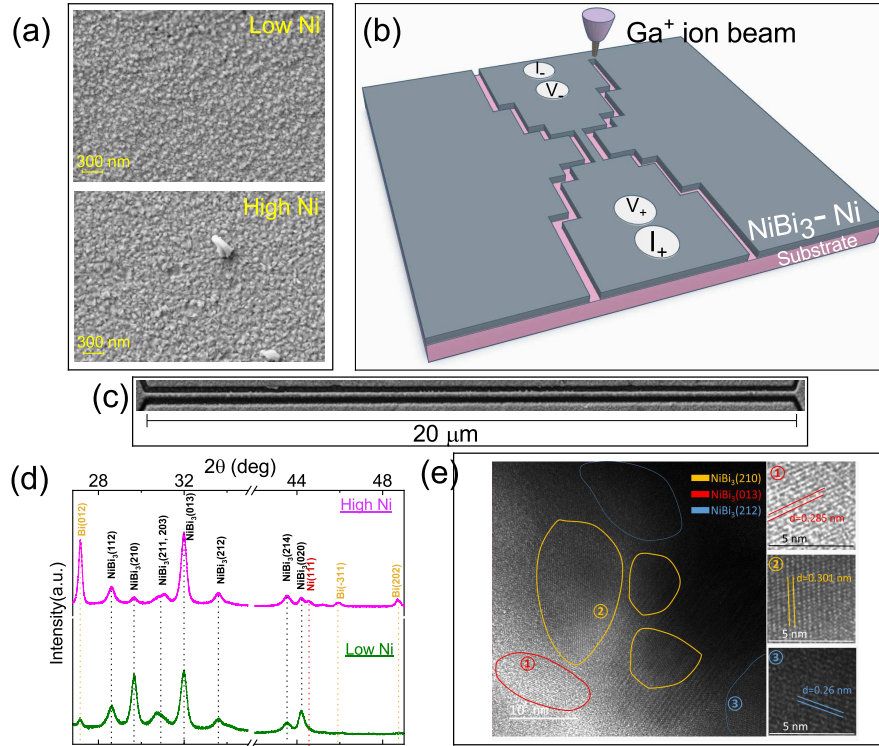 (a)
Low Ni
300 nm
High Ni
300 nm
(b)
Ga⁺ ion beam
I₋
V₋
V₊
I₊
NiBi₃- Ni
Substrate
(c)
20 μm
(d)
2θ (deg)
28
32
44
48
High Ni
Bi(012)
NiBi₃(112)
NiBi₃(210)
NiBi₃(211, 203)
NiBi₃(013)
NiBi₃(212)
NiBi₃(214)
NiBi₃(020)
Ni(111)
Bi(-311)
Bi(202)
Low Ni
Intensity(a.u.)
(e)
NiBi₃(210)
NiBi₃(013)
NiBi₃(212)
①
②
③
10 nm
①
d=0.285 nm
5 nm
②
d=0.301 nm
5 nm
③
d=0.26 nm
5 nm